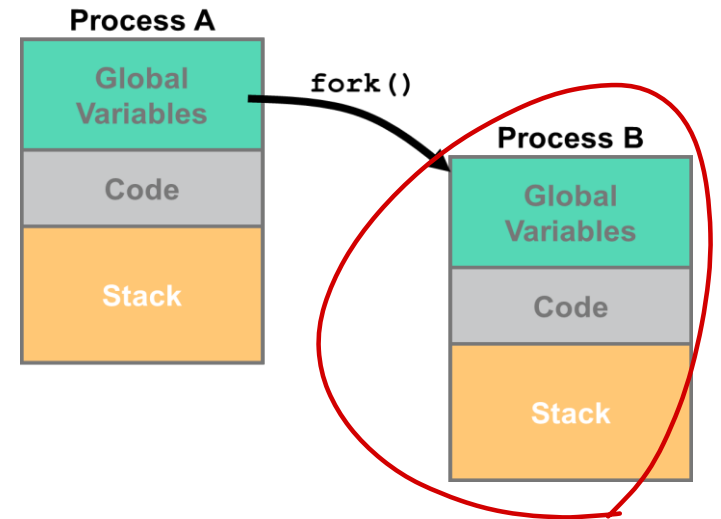 Process A
Global
Variables
Code
Stack
fork()
Process B
Global
Variables
Code
Stack